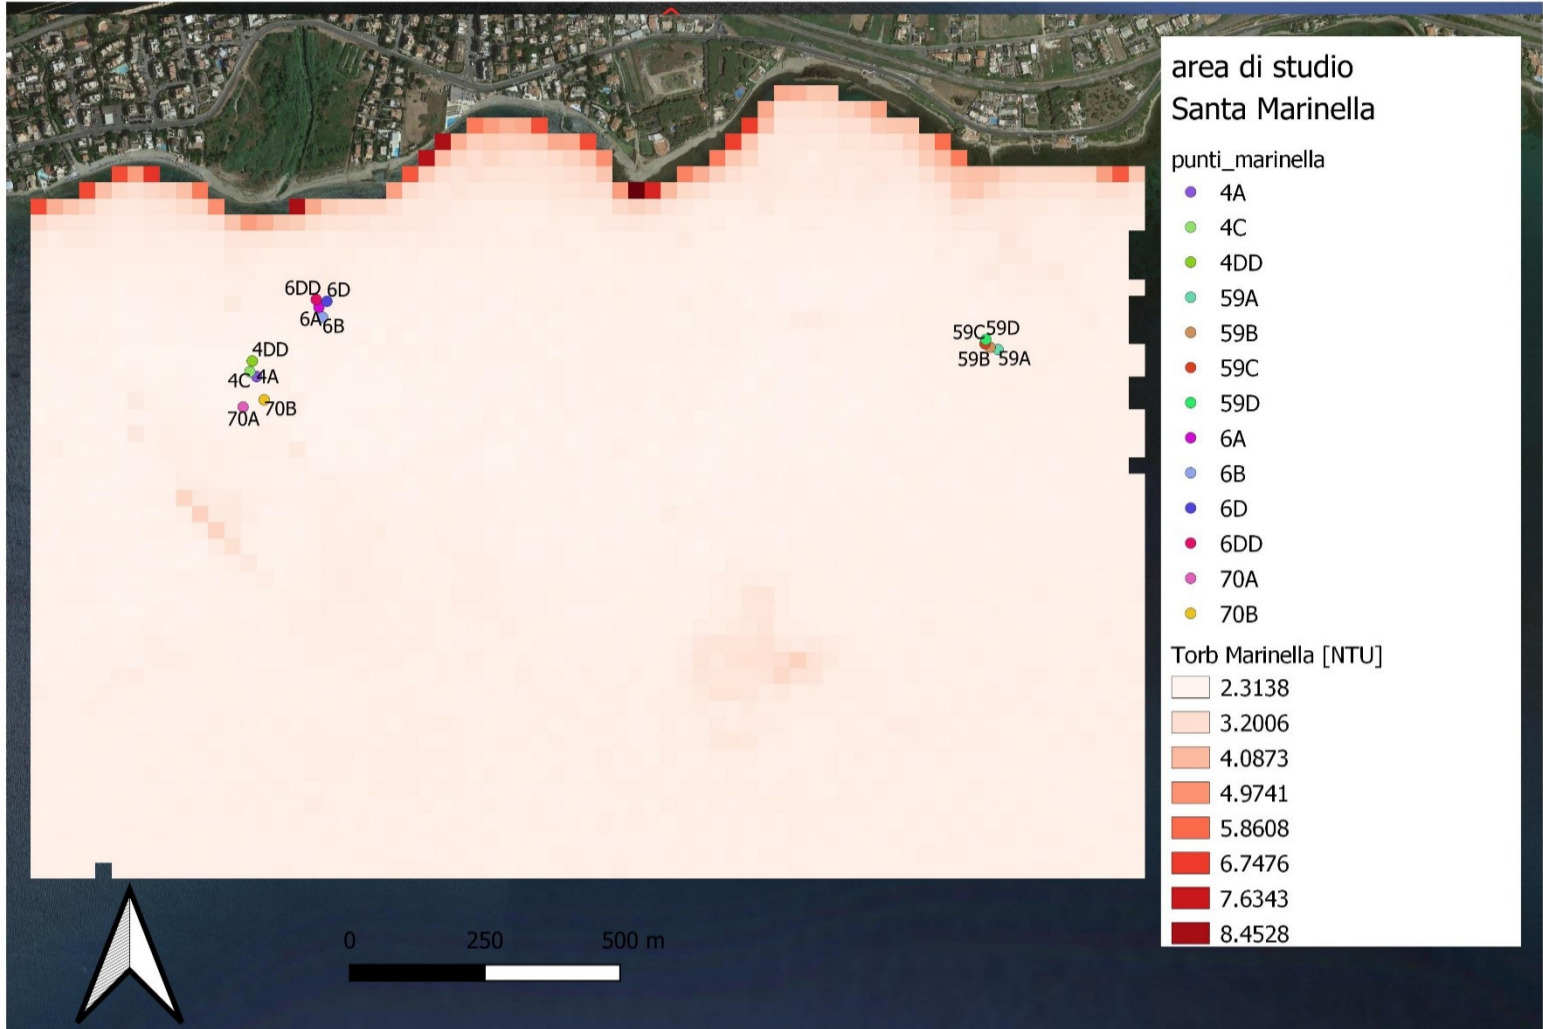 area di studio
Santa Marinella
punti_marinella
4A
4C
4DD
59A
59B
59C
59D
6A
6B
6D
6DD
70A
70B
Torb Marinella [NTU]
2.3138
3.2006
4.0873
4.9741
5.8608
6.7476
7.6343
8.4528
6DD 6D
6A 6B
4DD
4C 4A
70B
70A
59C 59D
59B 59A
0 250 500 m